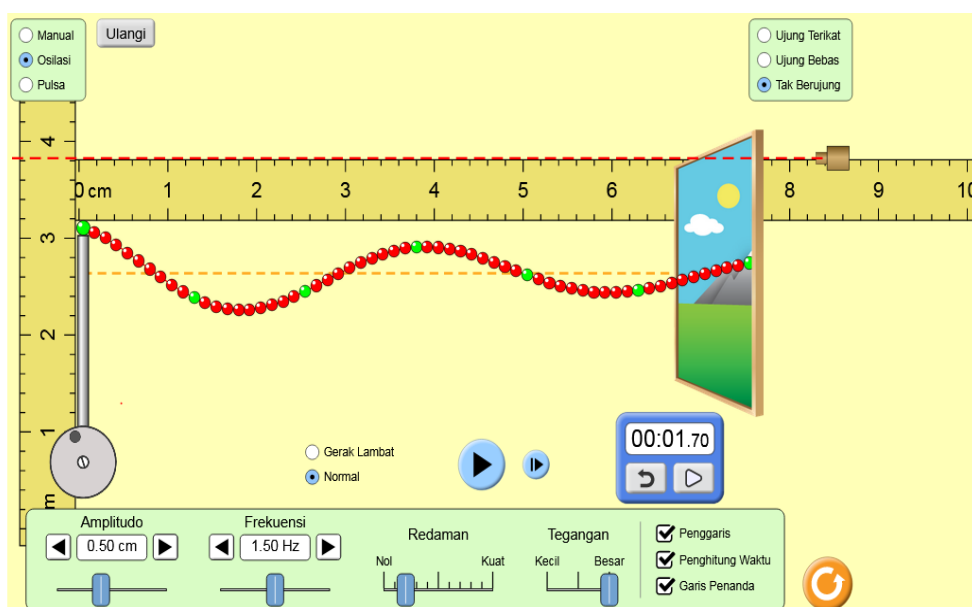 Manual
Osilasi
Pulsa
Ulangi
Ujung Terikat
Ujung Bebas
Tak Berujung
4
3
2
1
0 cm 1 2 3 4 5 6 8 9 10
00:01.70
Gerak Lambat
Normal
Amplitudo
0.50 cm
Frekuensi
1.50 Hz
Redaman
Nol Kuat
Tegangan
Kecil Besar
Penggaris
Penghitung Waktu
Garis Penanda